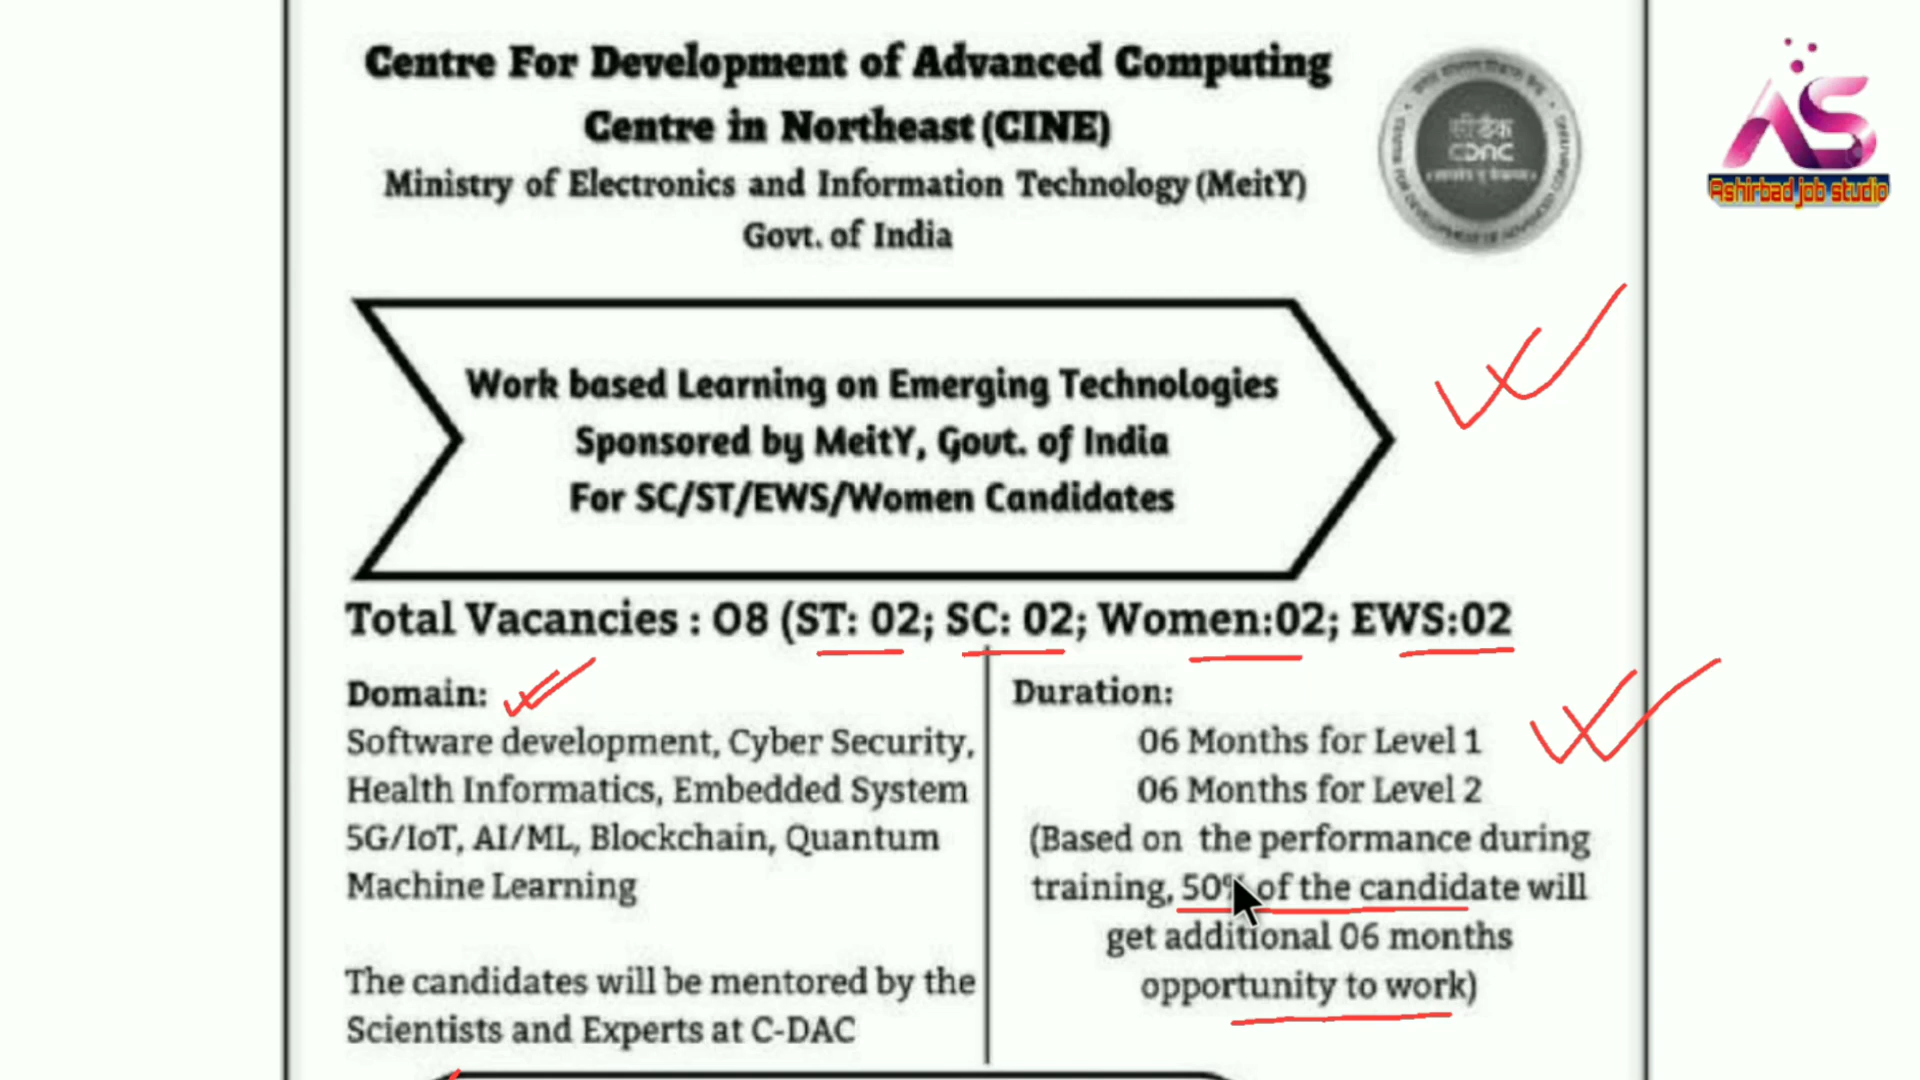 Centre For Development of Advanced Computing
Centre in Northeast (CINE)
Ministry of Electronics and Information Technology (MeitY)
Govt. of India
सी डैक
CDAC
AS
Ashirbad job studio
Work based Learning on Emerging Technologies
Sponsored by MeitY, Govt. of India
For SC/ST/EWS/Women Candidates
Total Vacancies : 08 (ST: 02; SC: 02; Women:02; EWS:02
Domain:
Software development, Cyber Security,
Health Informatics, Embedded System
5G/IoT, AI/ML, Blockchain, Quantum
Machine Learning
The candidates will be mentored by the
Scientists and Experts at C-DAC
Duration:
06 Months for Level 1
06 Months for Level 2
(Based on the performance during
training, 50% of the candidate will
get additional 06 months
opportunity to work)